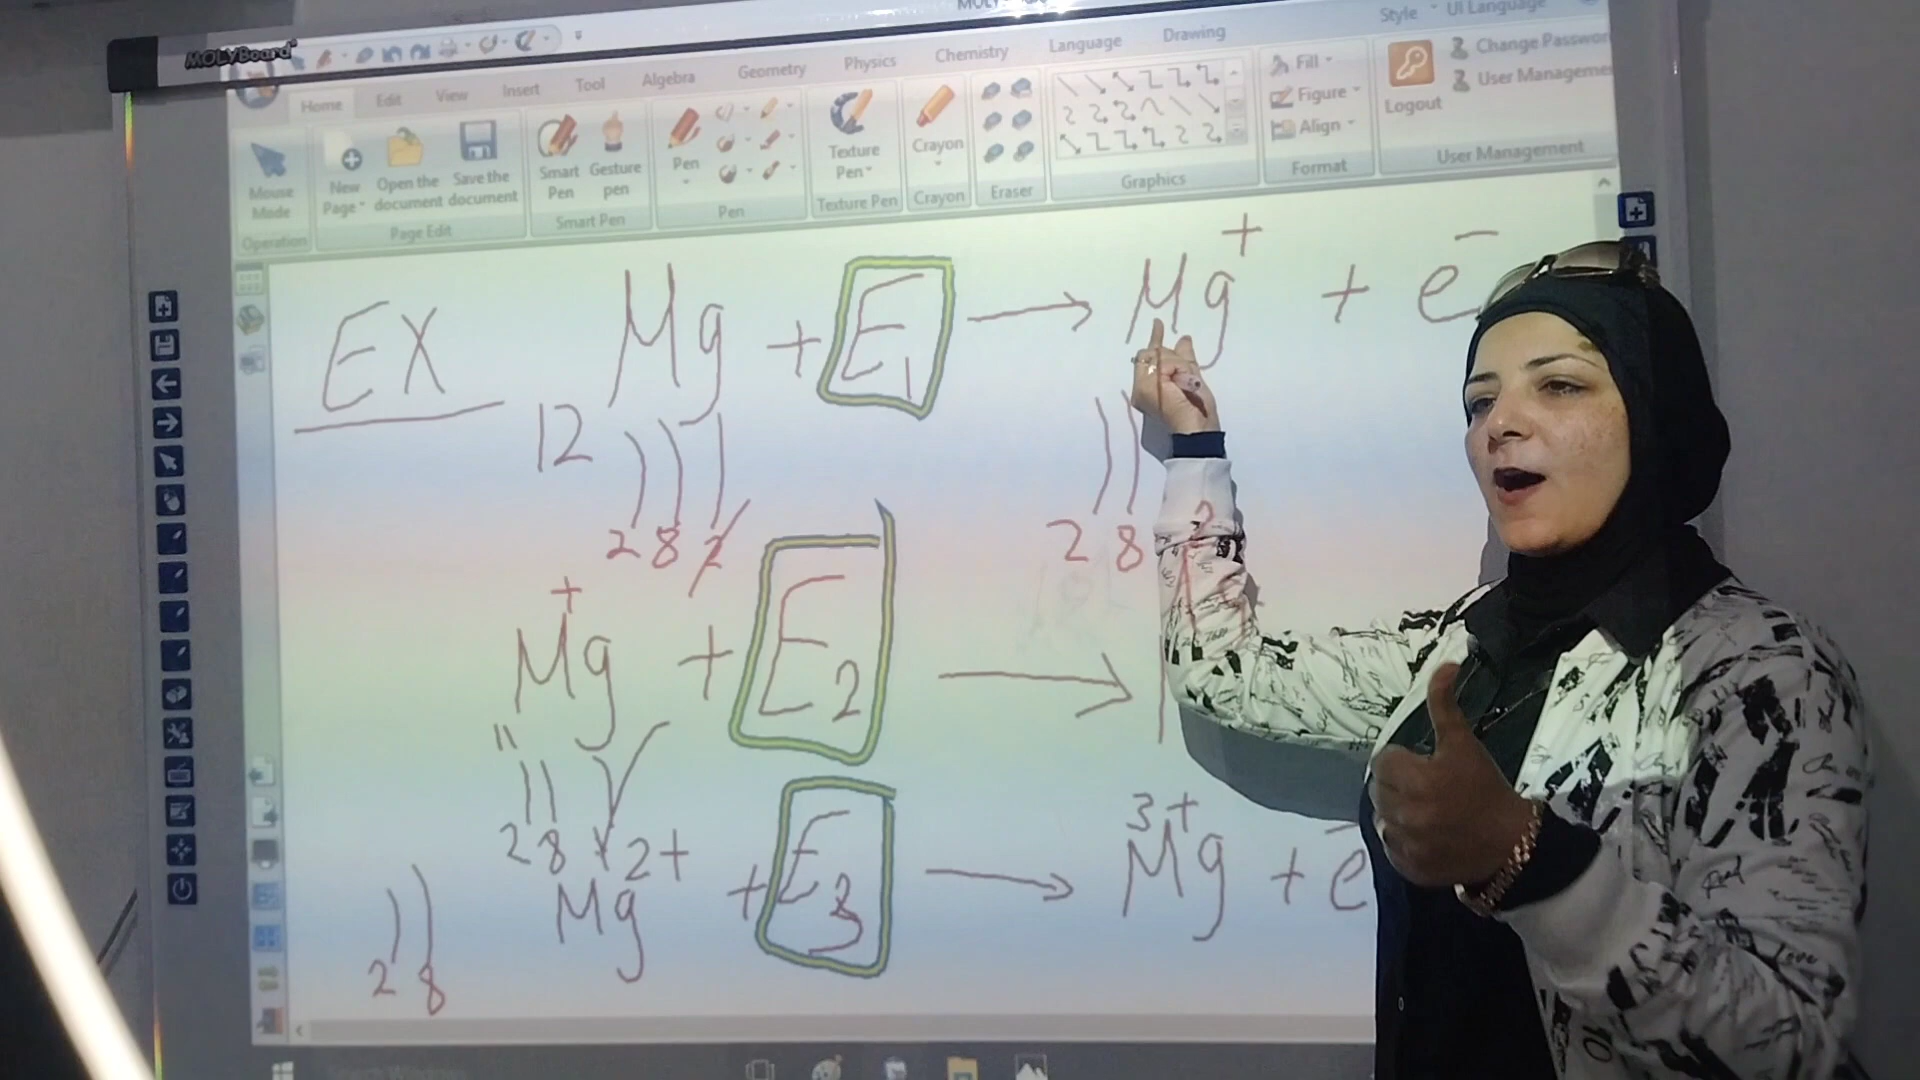 MOLYBoard
Style UI Language
Home Edit View Insert Tool Algebra Geometry Physics Chemistry Language Drawing
Mouse Mode
New Page
Open the document
Save the document
Smart Pen
Gesture pen
Pen
Texture Pen
Crayon
Fill
Figure
Align
Logout
Change Passwor
User Manageme
Operation Page Edit Smart Pen Pen Texture Pen Crayon Eraser Graphics Format User Management
EX Mg + E1 → Mg+ + e-
12
2 8 2 2 8
Mg+ + E2 →
2 8
Mg2+ + E3 → Mg3+ + e-
2 8